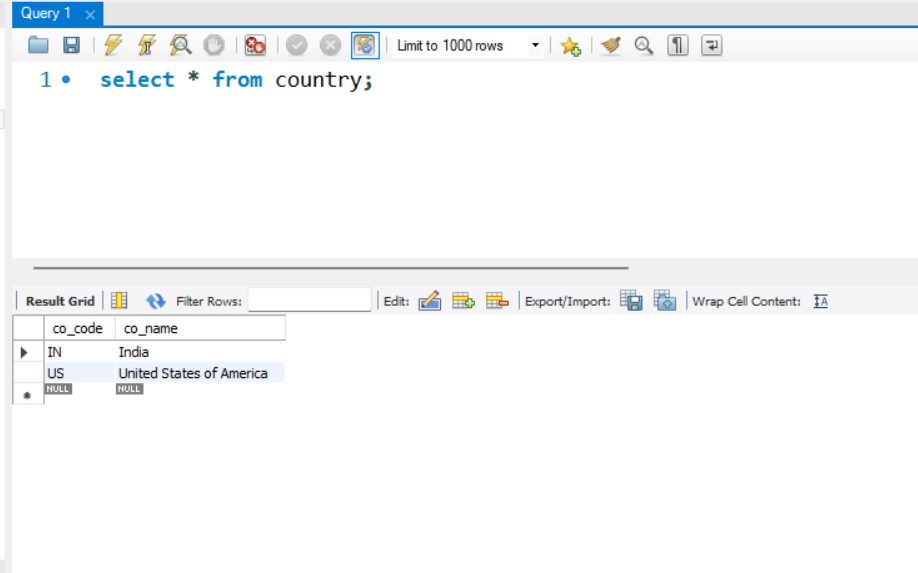 Query 1
Limit to 1000 rows
1 select * from country;
Result Grid Filter Rows: Edit: Export/Import: Wrap Cell Content:
co_code co_name
IN India
US United States of America
NULL NULL